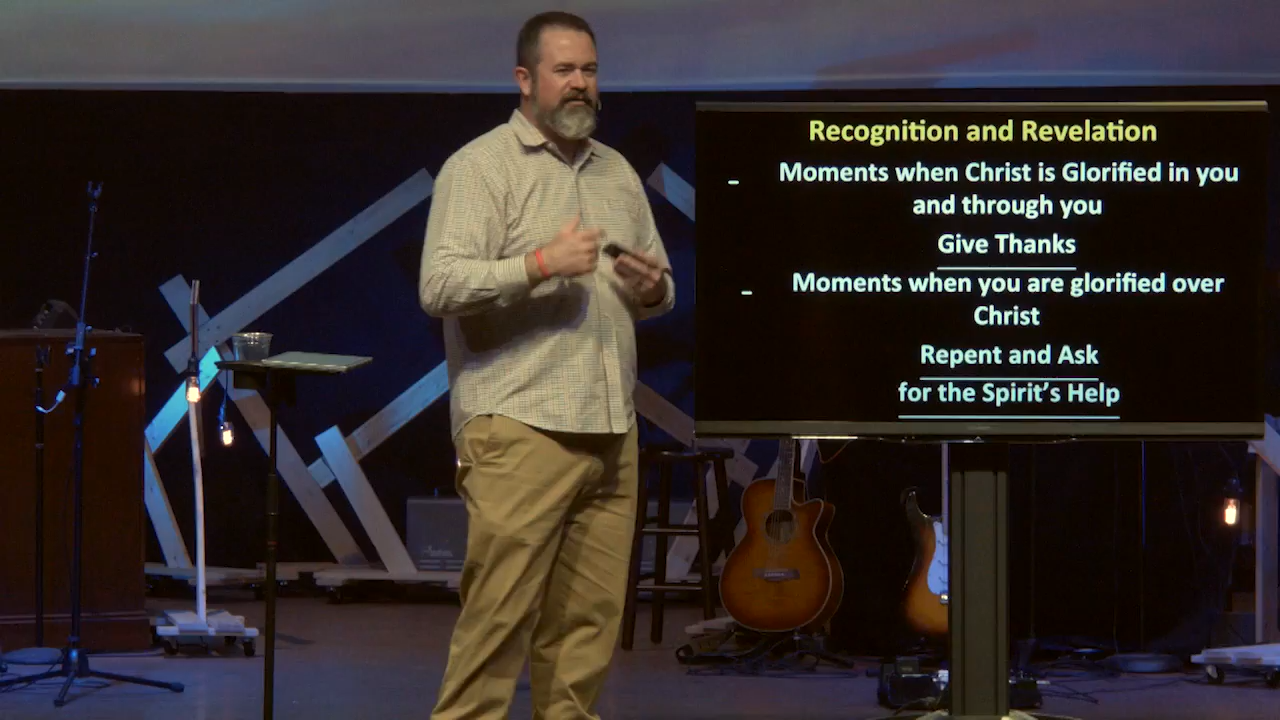 Recognition and Revelation
- Moments when Christ is Glorified in you
and through you
Give Thanks
- Moments when you are glorified over
Christ
Repent and Ask
for the Spirit's Help